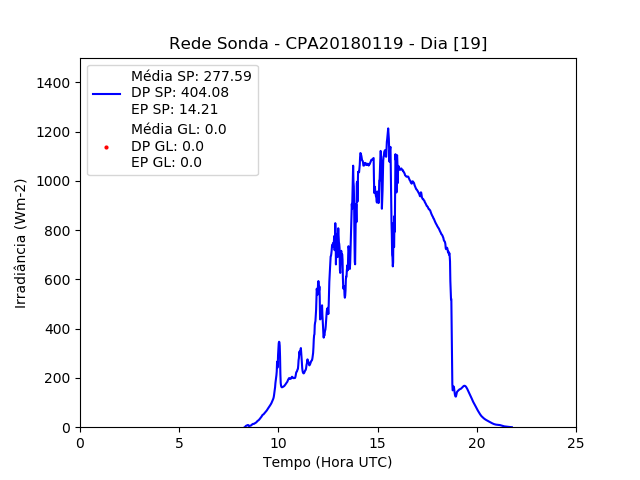 Rede Sonda - CPA20180119 - Dia [19]
Média SP: 277.59
DP SP: 404.08
EP SP: 14.21
Média GL: 0.0
DP GL: 0.0
EP GL: 0.0
Irradiância (Wm-2)
1400
1200
1000
800
600
400
200
0
0 5 10 15 20 25
Tempo (Hora UTC)